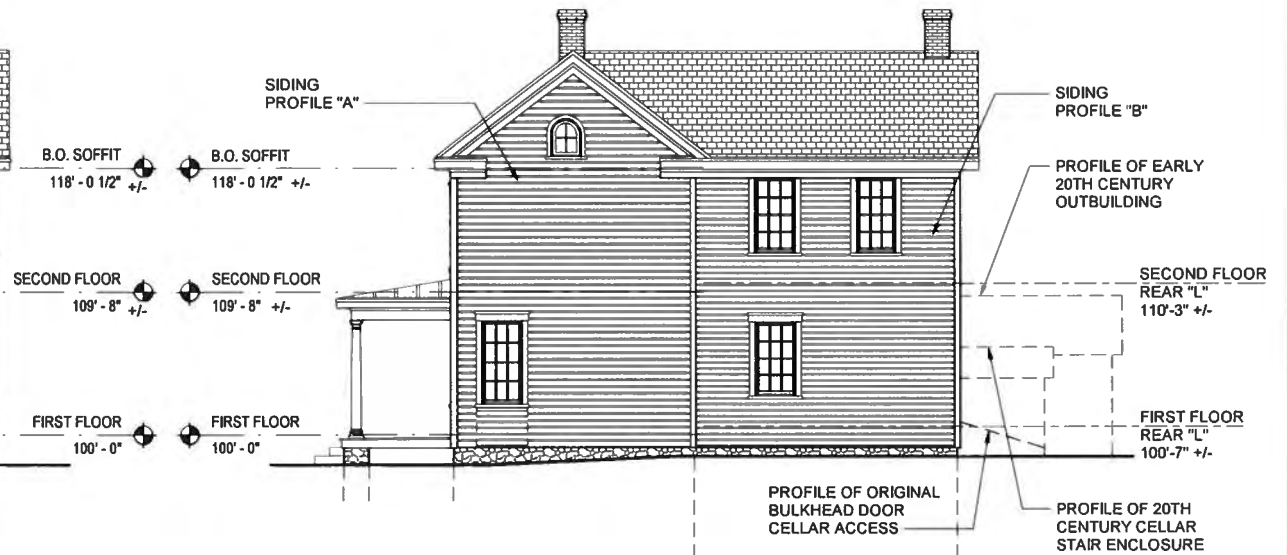 SIDING
PROFILE "A"
SIDING
PROFILE "B"
B.O. SOFFIT
118' - 0 1/2" +/-
B.O. SOFFIT
118' - 0 1/2" +/-
PROFILE OF EARLY
20TH CENTURY
OUTBUILDING
SECOND FLOOR
109' - 8" +/-
SECOND FLOOR
109' - 8" +/-
SECOND FLOOR
REAR "L"
110'-3" +/-
FIRST FLOOR
100' - 0"
FIRST FLOOR
100' - 0"
FIRST FLOOR
REAR "L"
100'-7" +/-
PROFILE OF ORIGINAL
BULKHEAD DOOR
CELLAR ACCESS
PROFILE OF 20TH
CENTURY CELLAR
STAIR ENCLOSURE